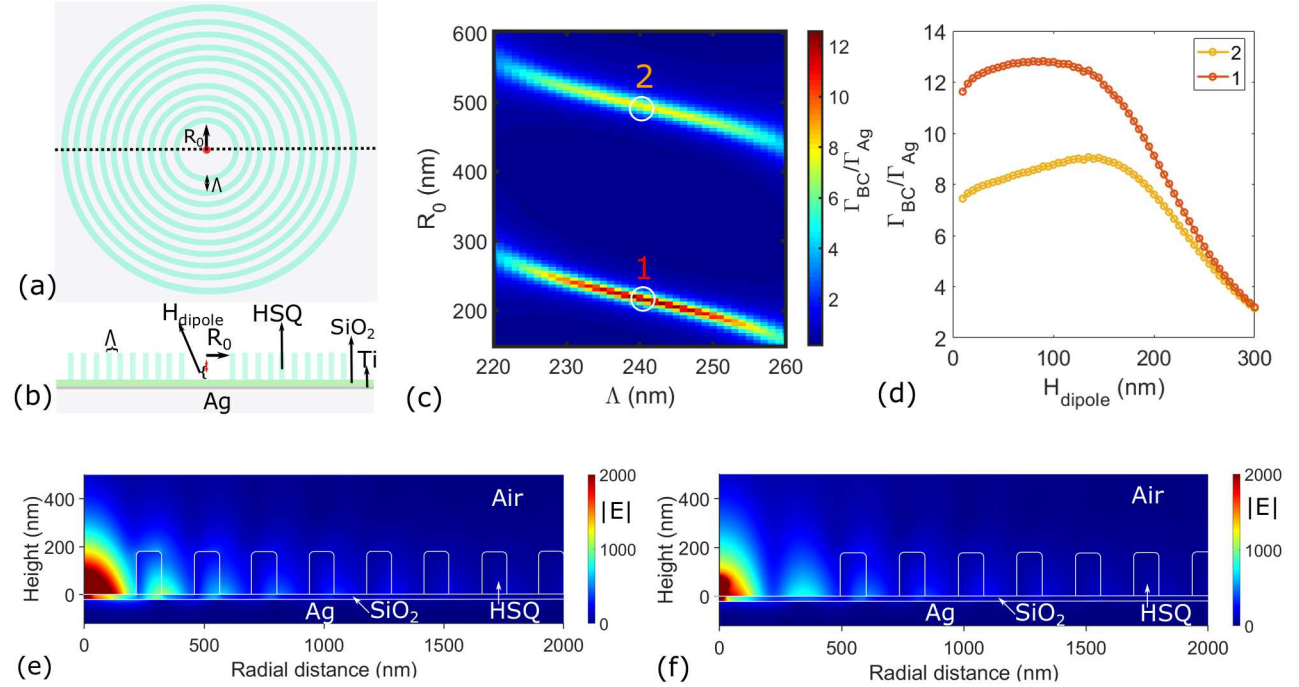 (a)
R0
Λ
(b)
Λ
Hdipole
R0
HSQ
SiO2
Ti
Ag
(c)
R0 (nm)
600
500
400
300
200
220 230 240 250 260
Λ (nm)
2
1
12
10
8
6
4
2
ΓBC/ΓAg
(d)
ΓBC/ΓAg
14
12
10
8
6
4
2
0 100 200 300
Hdipole (nm)
2
1
(e)
Height (nm)
400
200
0
0 500 1000 1500 2000
Radial distance (nm)
Air
Ag
SiO2
HSQ
2000
|E|
1000
0
(f)
Height (nm)
400
200
0
0 500 1000 1500 2000
Radial distance (nm)
Air
Ag
SiO2
HSQ
2000
|E|
1000
0